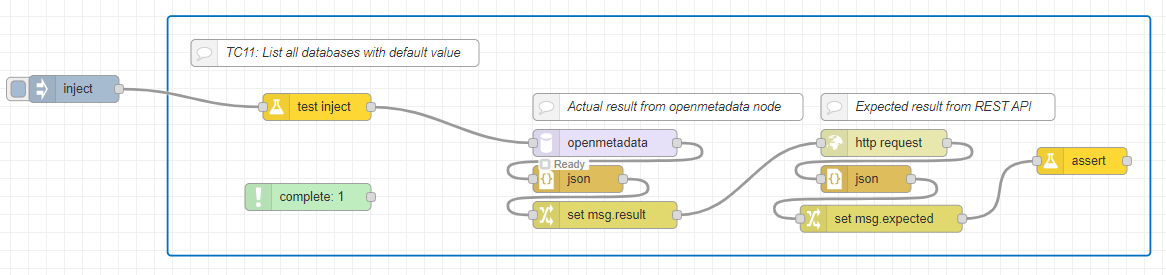 TC11: List all databases with default value
inject
test inject
Actual result from openmetadata node
Expected result from REST API
openmetadata
http request
Ready
assert
{}
json
{}
json
complete: 1
set msg.result
set msg.expected